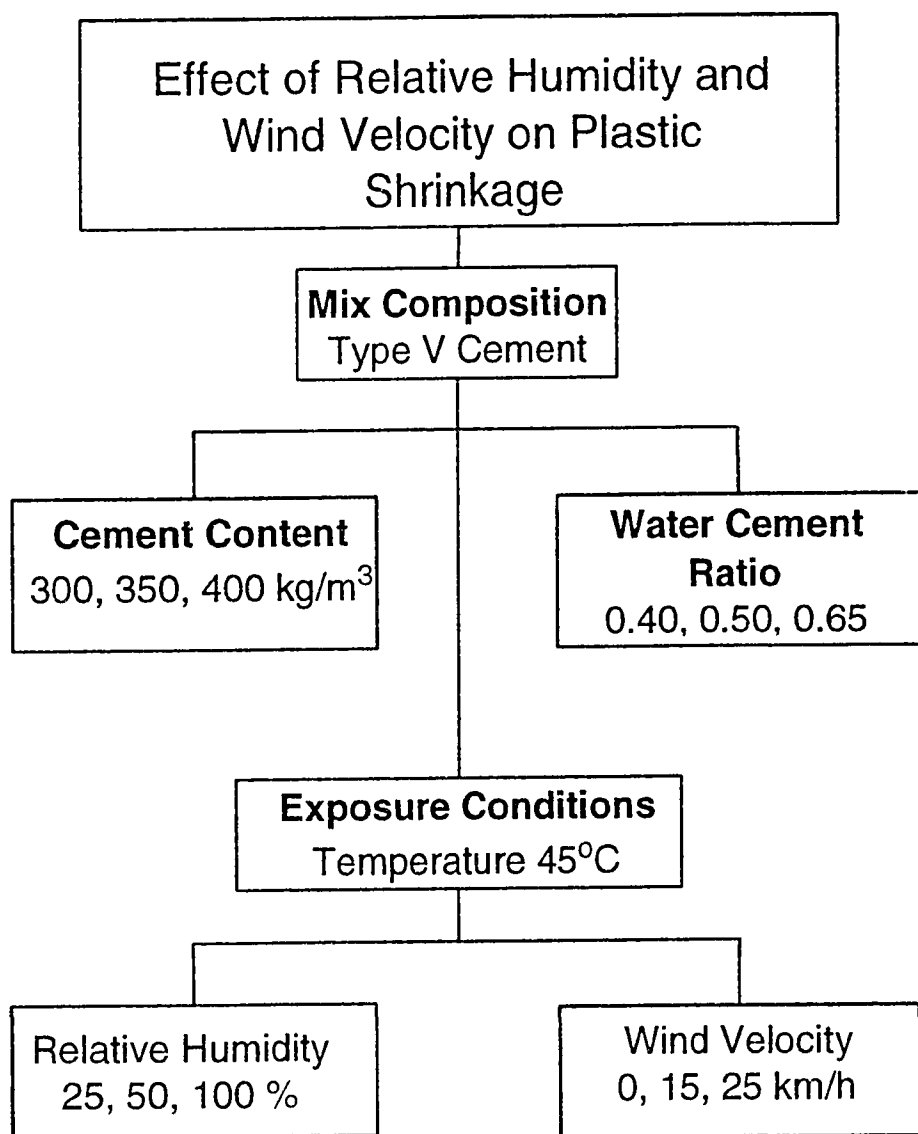 Effect of Relative Humidity and
Wind Velocity on Plastic
Shrinkage
Mix Composition
Type V Cement
Cement Content
300, 350, 400 kg/m³
Water Cement
Ratio
0.40, 0.50, 0.65
Exposure Conditions
Temperature 45°C
Relative Humidity
25, 50, 100 %
Wind Velocity
0, 15, 25 km/h